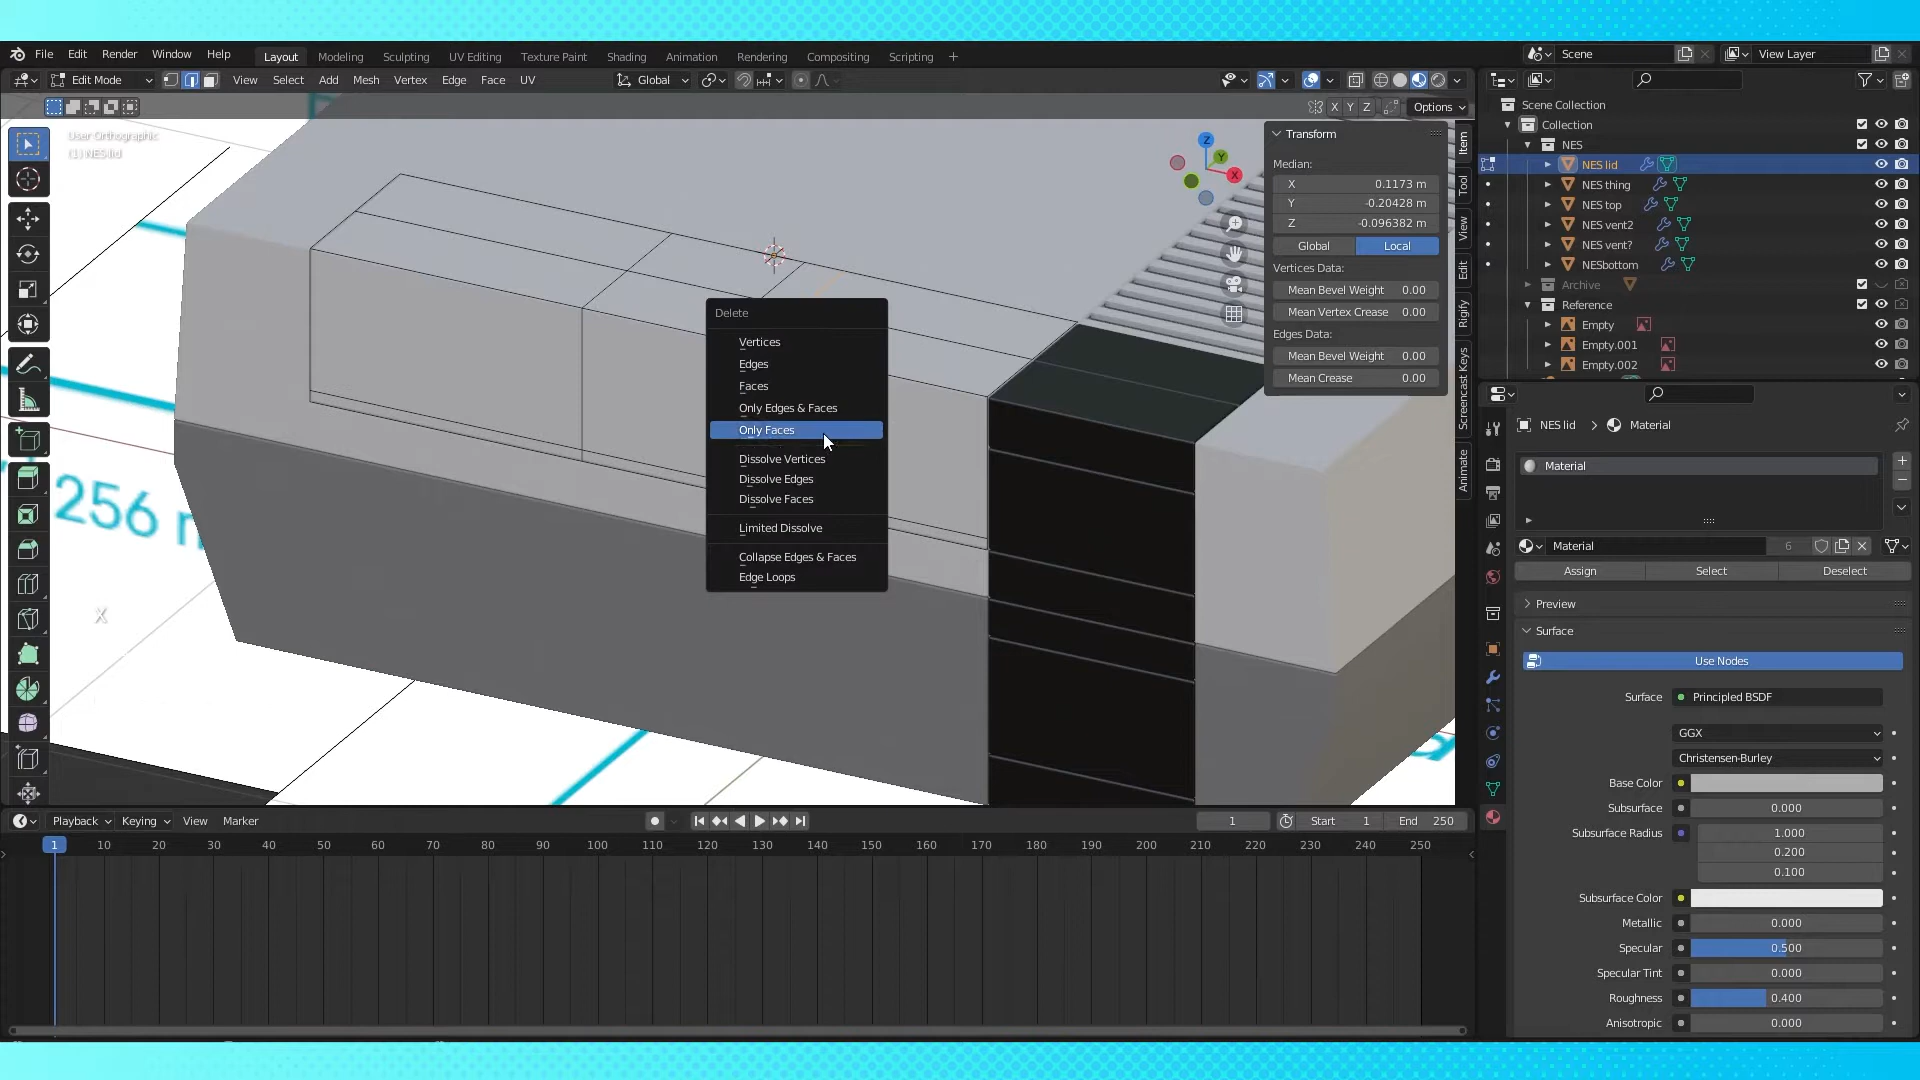 File Edit Render Window Help Layout Modeling Sculpting UV Editing Texture Paint Shading Animation Rendering Compositing Scripting + Scene View Layer
Edit Mode View Select Add Mesh Vertex Edge Face UV Global
X Y Z Options
User Orthographic
(1) NES lid
Z
Y
X
256
X
Transform
Median:
X 0.1173 m
Y -0.20428 m
Z -0.096382 m
Global Local
Vertices Data:
Mean Bevel Weight 0.00
Mean Vertex Crease 0.00
Edges Data:
Mean Bevel Weight 0.00
Mean Crease 0.00
Item
Tool
View
Edit
Rigify
Screencast Keys
Animate
Delete
Vertices
Edges
Faces
Only Edges & Faces
Only Faces
Dissolve Vertices
Dissolve Edges
Dissolve Faces
Limited Dissolve
Collapse Edges & Faces
Edge Loops
Scene Collection
Collection
NES
NES lid
NES thing
NES top
NES vent2
NES vent?
NESbottom
Archive
Reference
Empty
Empty.001
Empty.002
NES lid Material
Material
Material 6
Assign Select Deselect
Preview
Surface
Use Nodes
Surface Principled BSDF
GGX
Christensen-Burley
Base Color
Subsurface 0.000
Subsurface Radius 1.000
0.200
0.100
Subsurface Color
Metallic 0.000
Specular 0.500
Specular Tint 0.000
Roughness 0.400
Anisotropic 0.000
Playback Keying View Marker 1 Start 1 End 250
1 10 20 30 40 50 60 70 80 90 100 110 120 130 140 150 160 170 180 190 200 210 220 230 240 250